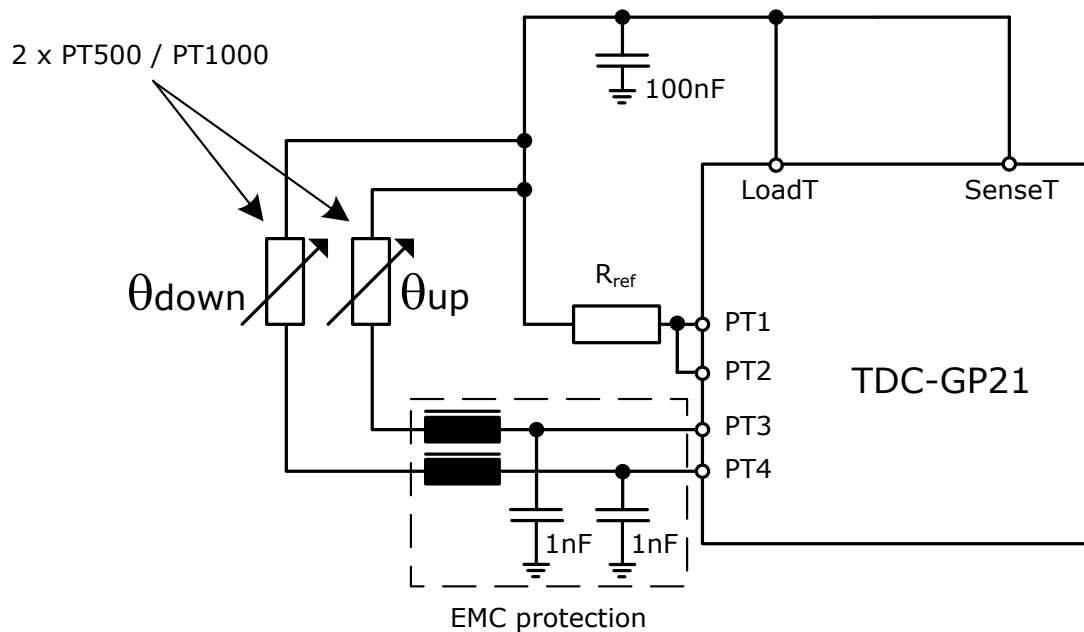 2 x PT500 / PT1000
100nF
LoadT
SenseT
θdown
θup
Rref
PT1
PT2
TDC-GP21
PT3
PT4
1nF
1nF
EMC protection